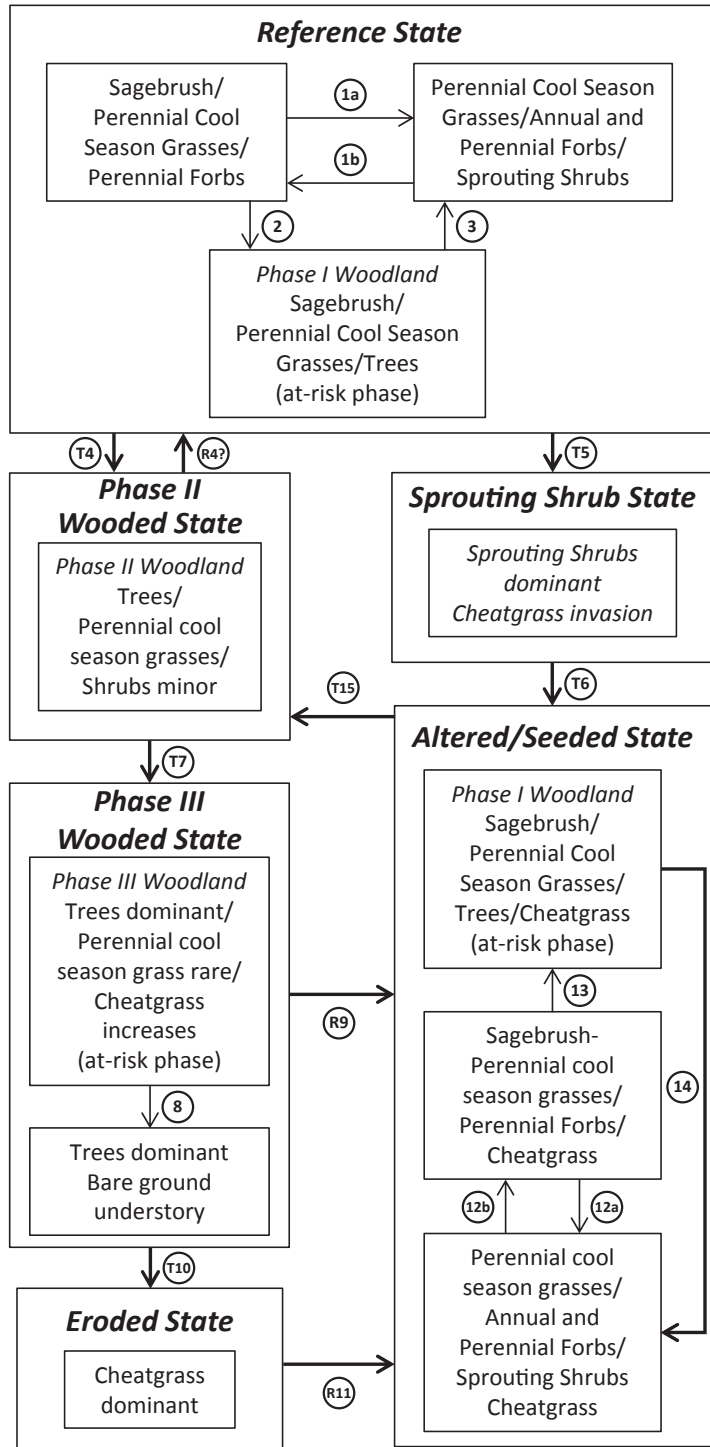 Reference State
Sagebrush/
Perennial Cool
Season Grasses/
Perennial Forbs
1a
1b
Perennial Cool Season
Grasses/Annual and
Perennial Forbs/
Sprouting Shrubs
2
3
Phase I Woodland
Sagebrush/
Perennial Cool Season
Grasses/Trees
(at-risk phase)
T4
R4?
T5
Phase II
Wooded State
Phase II Woodland
Trees/
Perennial cool
season grasses/
Shrubs minor
Sprouting Shrub State
Sprouting Shrubs
dominant
Cheatgrass invasion
T15
T6
T7
Phase III
Wooded State
Phase III Woodland
Trees dominant/
Perennial cool
season grass rare/
Cheatgrass
increases
(at-risk phase)
8
Trees dominant
Bare ground
understory
R9
Altered/Seeded State
Phase I Woodland
Sagebrush/
Perennial Cool
Season Grasses/
Trees/Cheatgrass
(at-risk phase)
13
14
Sagebrush-
Perennial cool
season grasses/
Perennial Forbs/
Cheatgrass
12b
12a
Perennial cool
season grasses/
Annual and
Perennial Forbs/
Sprouting Shrubs
Cheatgrass
T10
Eroded State
Cheatgrass
dominant
R11